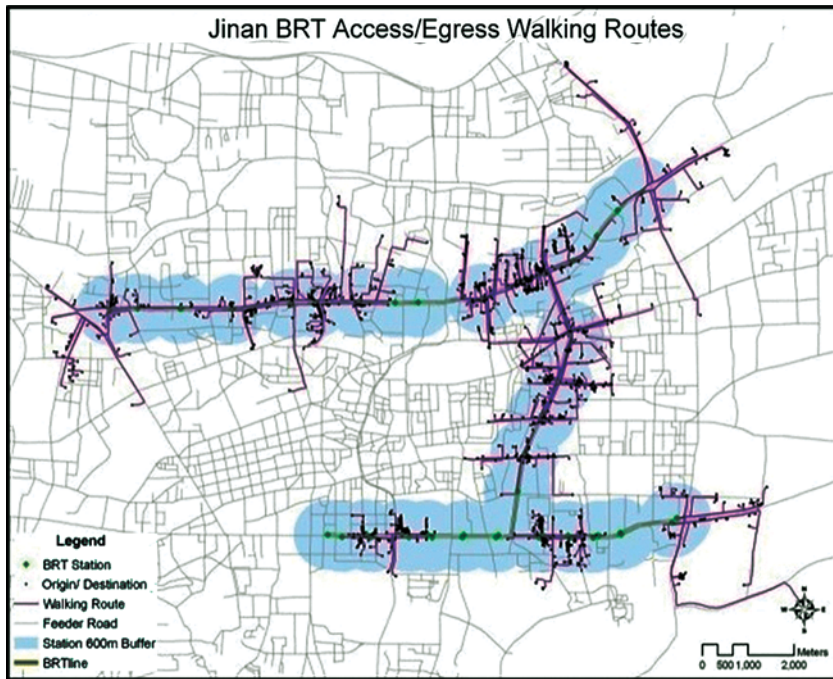 Jinan BRT Access/Egress Walking Routes
Legend
BRT Station
Origin/ Destination
Walking Route
Feeder Road
Station 600m Buffer
BRTline
N
W E
S
Meters
0 500 1,000 2,000